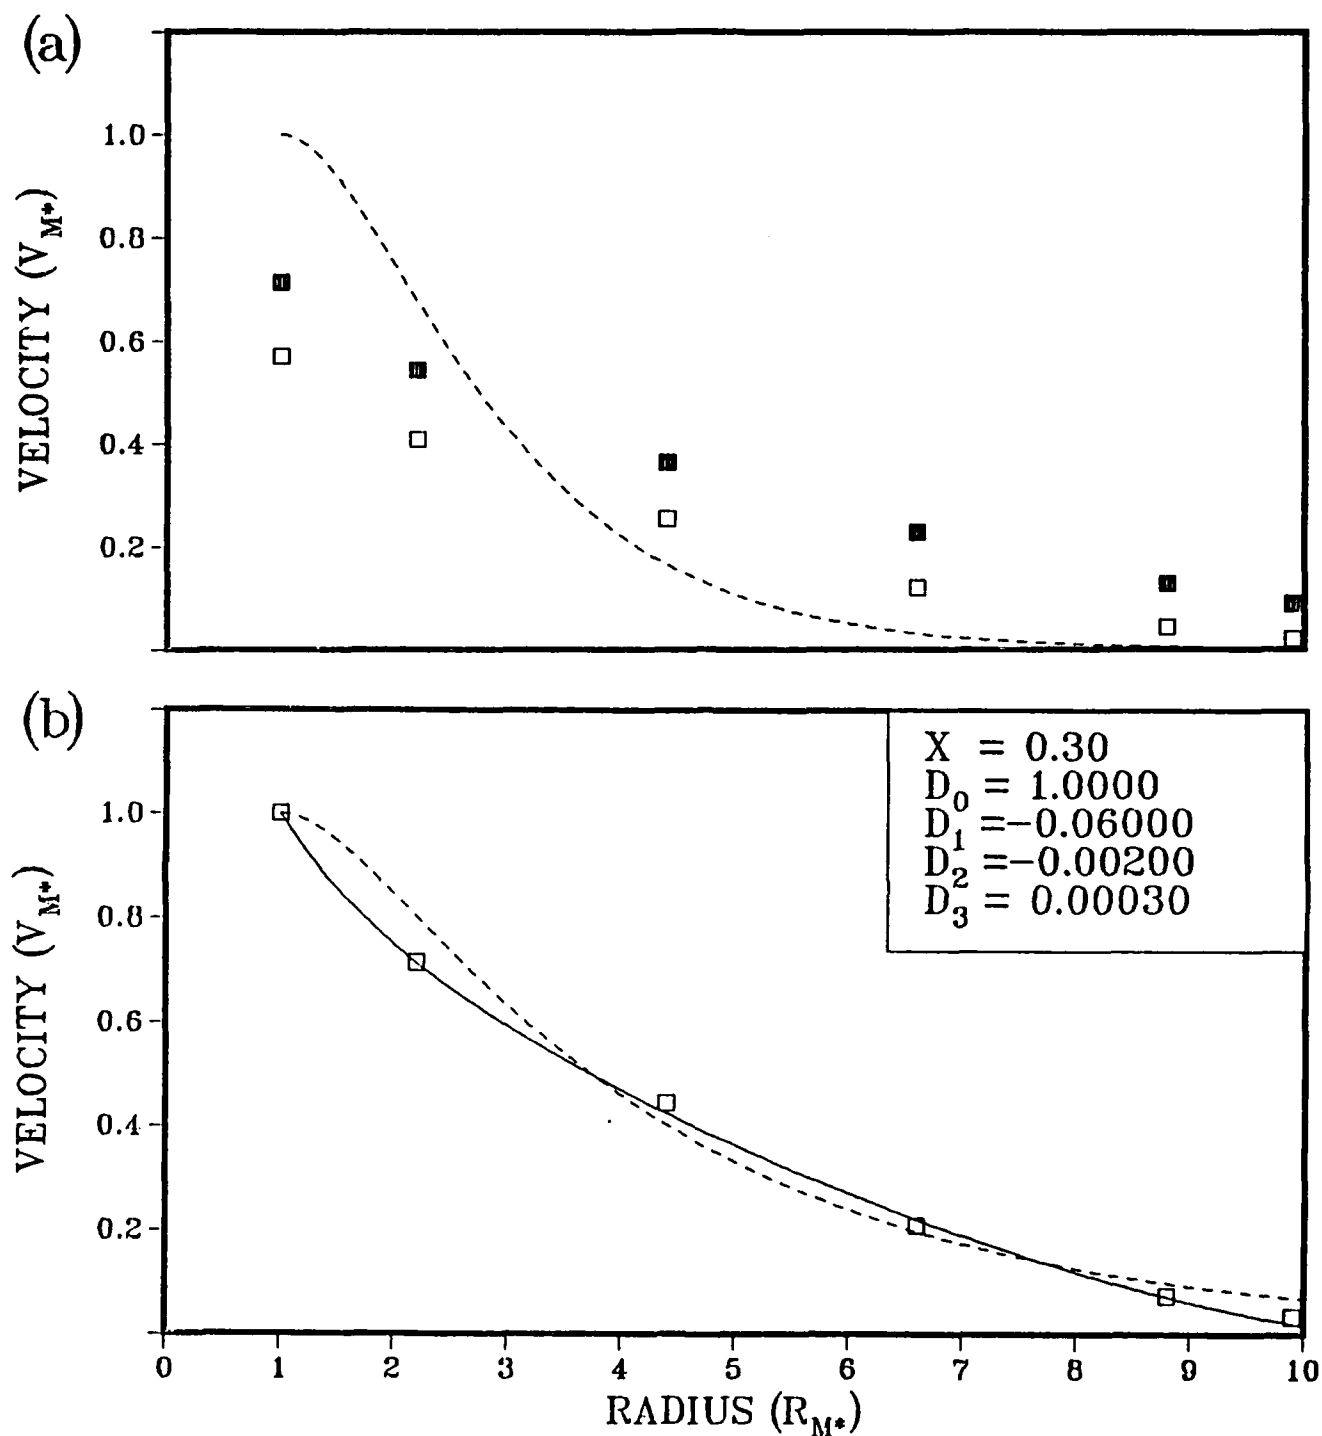 (a)
VELOCITY (V_M*)
1.0
0.8
0.6
0.4
0.2
(b)
VELOCITY (V_M*)
1.0
0.8
0.6
0.4
0.2
X = 0.30
D_0 = 1.0000
D_1 =-0.06000
D_2 =-0.00200
D_3 = 0.00030
0 1 2 3 4 5 6 7 8 9 10
RADIUS (R_M*)